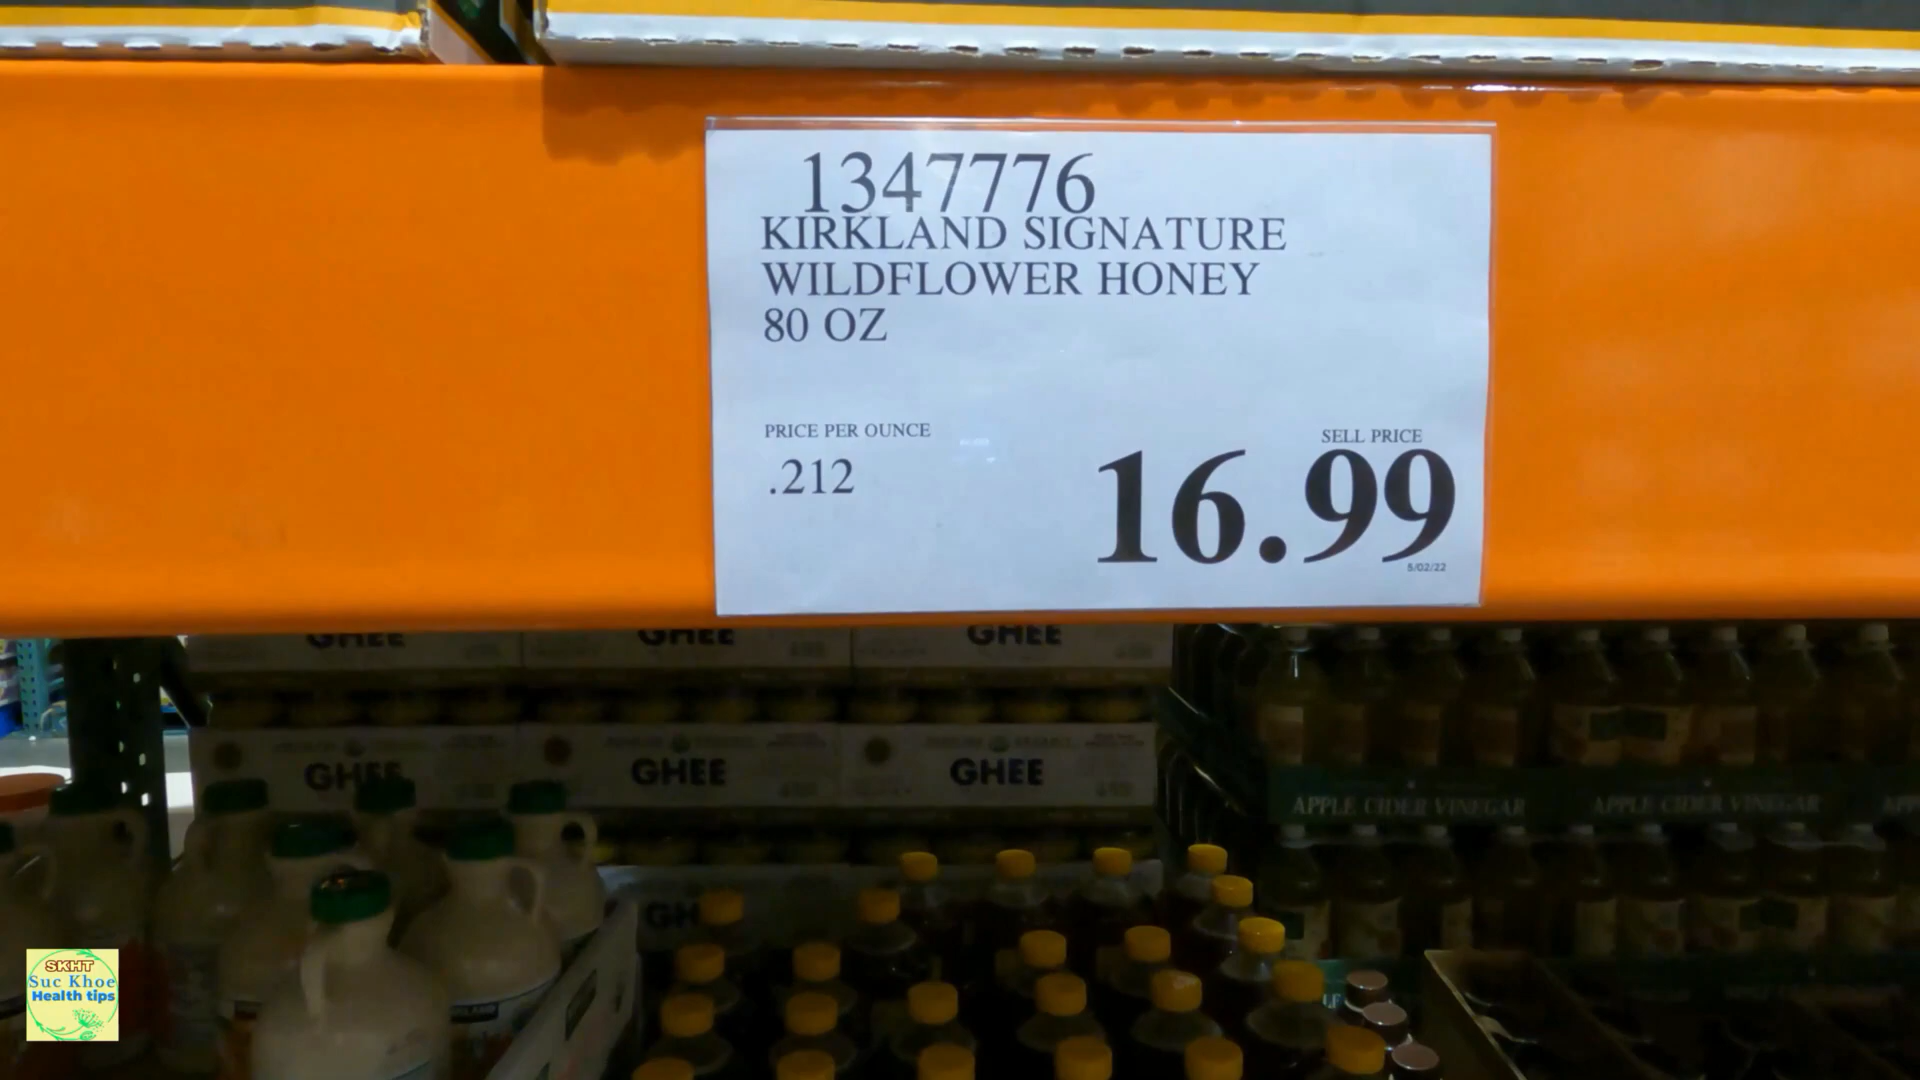 1347776
KIRKLAND SIGNATURE
WILDFLOWER HONEY
80 OZ
PRICE PER OUNCE
.212
SELL PRICE
16.99
5/02/22
GHEE
GHEE
GHEE
GHEE
GHEE
GHEE
APPLE CIDER VINEGAR
APPLE CIDER VINEGAR
SKHT
Suc Khoe
Health tips